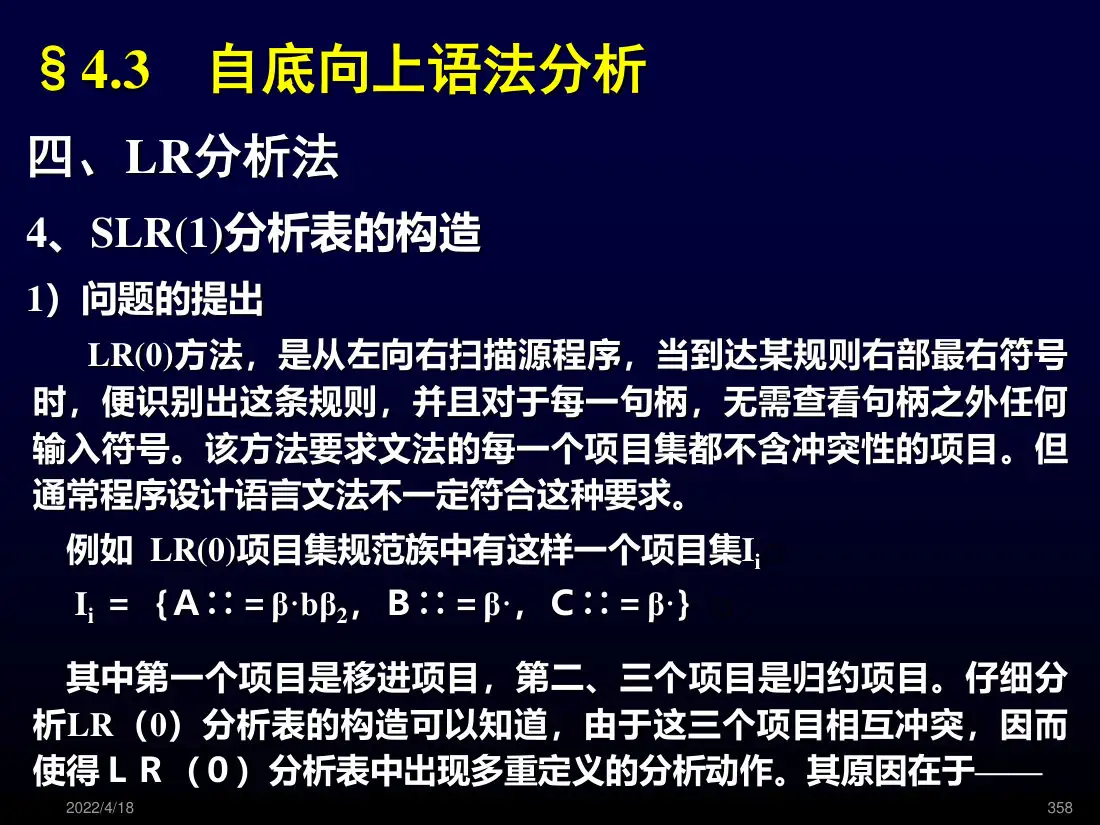 §4.3 自底向上语法分析
四、LR分析法
4、SLR(1)分析表的构造
1）问题的提出
LR(0)方法，是从左向右扫描源程序，当到达某规则右部最右符号
时，便识别出这条规则，并且对于每一句柄，无需查看句柄之外任何
输入符号。该方法要求文法的每一个项目集都不含冲突性的项目。但
通常程序设计语言文法不一定符合这种要求。
例如 LR(0)项目集规范族中有这样一个项目集Ii
Ii =｛A∷=β·bβ2，B∷=β·，C∷=β·｝
其中第一个项目是移进项目，第二、三个项目是归约项目。仔细分
析LR（0）分析表的构造可以知道，由于这三个项目相互冲突，因而
使得ＬＲ（０）分析表中出现多重定义的分析动作。其原因在于——
2022/4/18
358